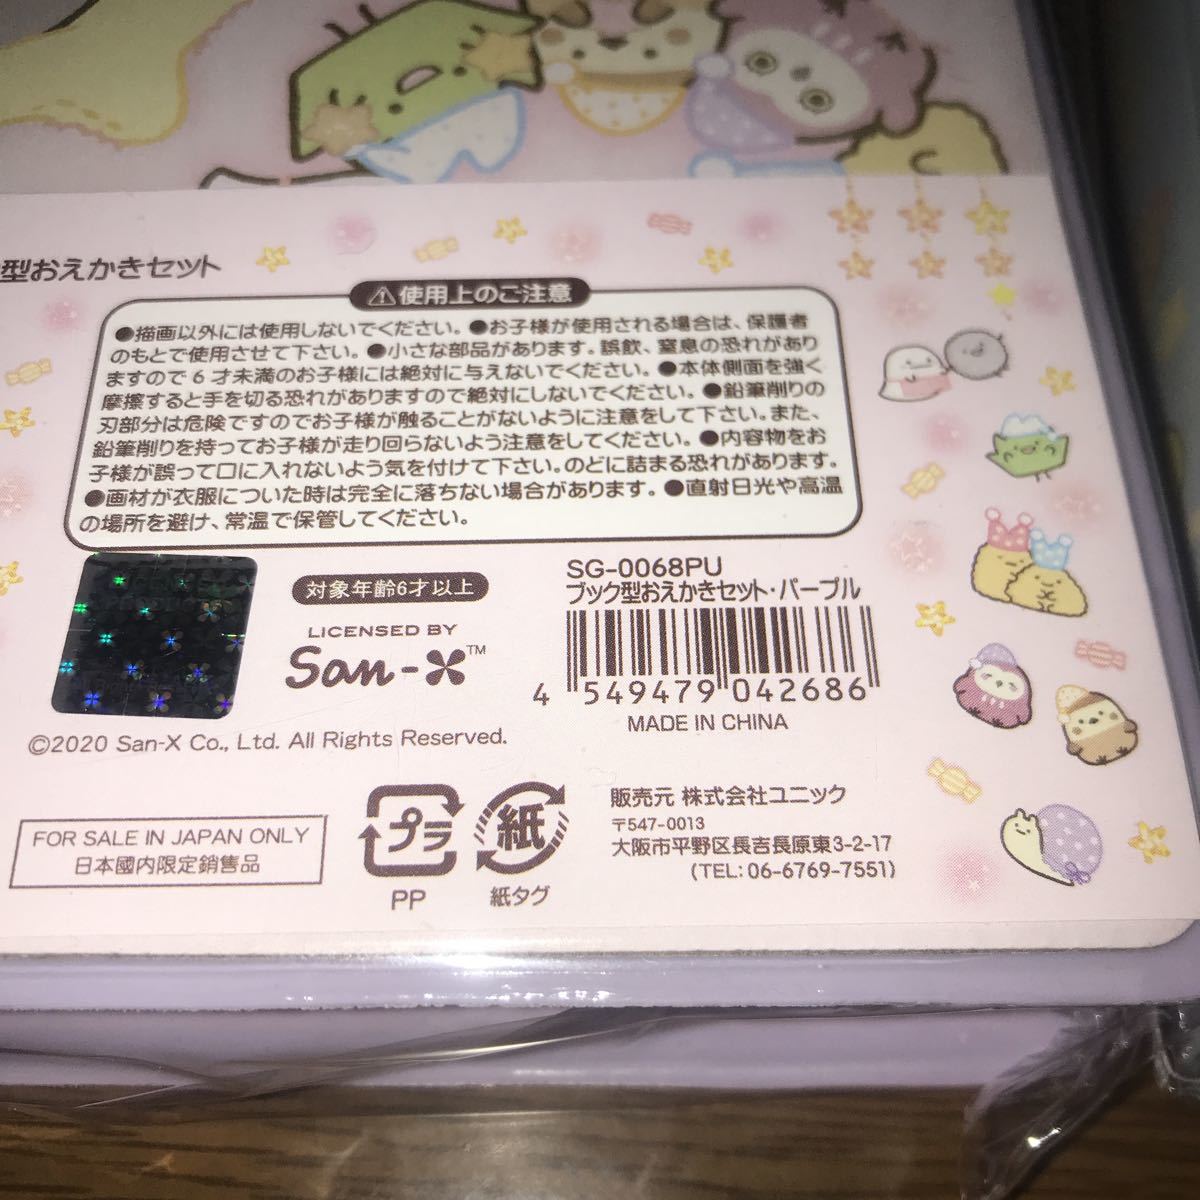 型おえかきセット
⚠使用上のご注意
●描画以外には使用しないでください。●お子様が使用される場合は、保護者
のもとで使用させて下さい。●小さな部品があります。誤飲、窒息の恐れがあり
ますので6才未満のお子様には絶対に与えないでください。●本体側面を強く
摩擦すると手を切る恐れがありますので絶対にしないでください。●鉛筆削りの
刃部分は危険ですのでお子様が触ることがないように注意をして下さい。また、
鉛筆削りを持ってお子様が走り回らないよう注意をしてください。●内容物をお
子様が誤って口に入れないよう気を付けて下さい。のどに詰まる恐れがあります。
●画材が衣服についた時は完全に落ちない場合があります。●直射日光や高温
の場所を避け、常温で保管してください。
対象年齢6才以上
LICENSED BY
San-X™
©2020 San-X Co., Ltd. All Rights Reserved.
SG-0068PU
ブック型おえかきセット・パープル
4 549479 042686
MADE IN CHINA
FOR SALE IN JAPAN ONLY
日本國内限定銷售品
プラ
PP
紙
紙タグ
販売元 株式会社ユニック
〒547-0013
大阪市平野区長吉長原東3-2-17
(TEL:06-6769-7551)